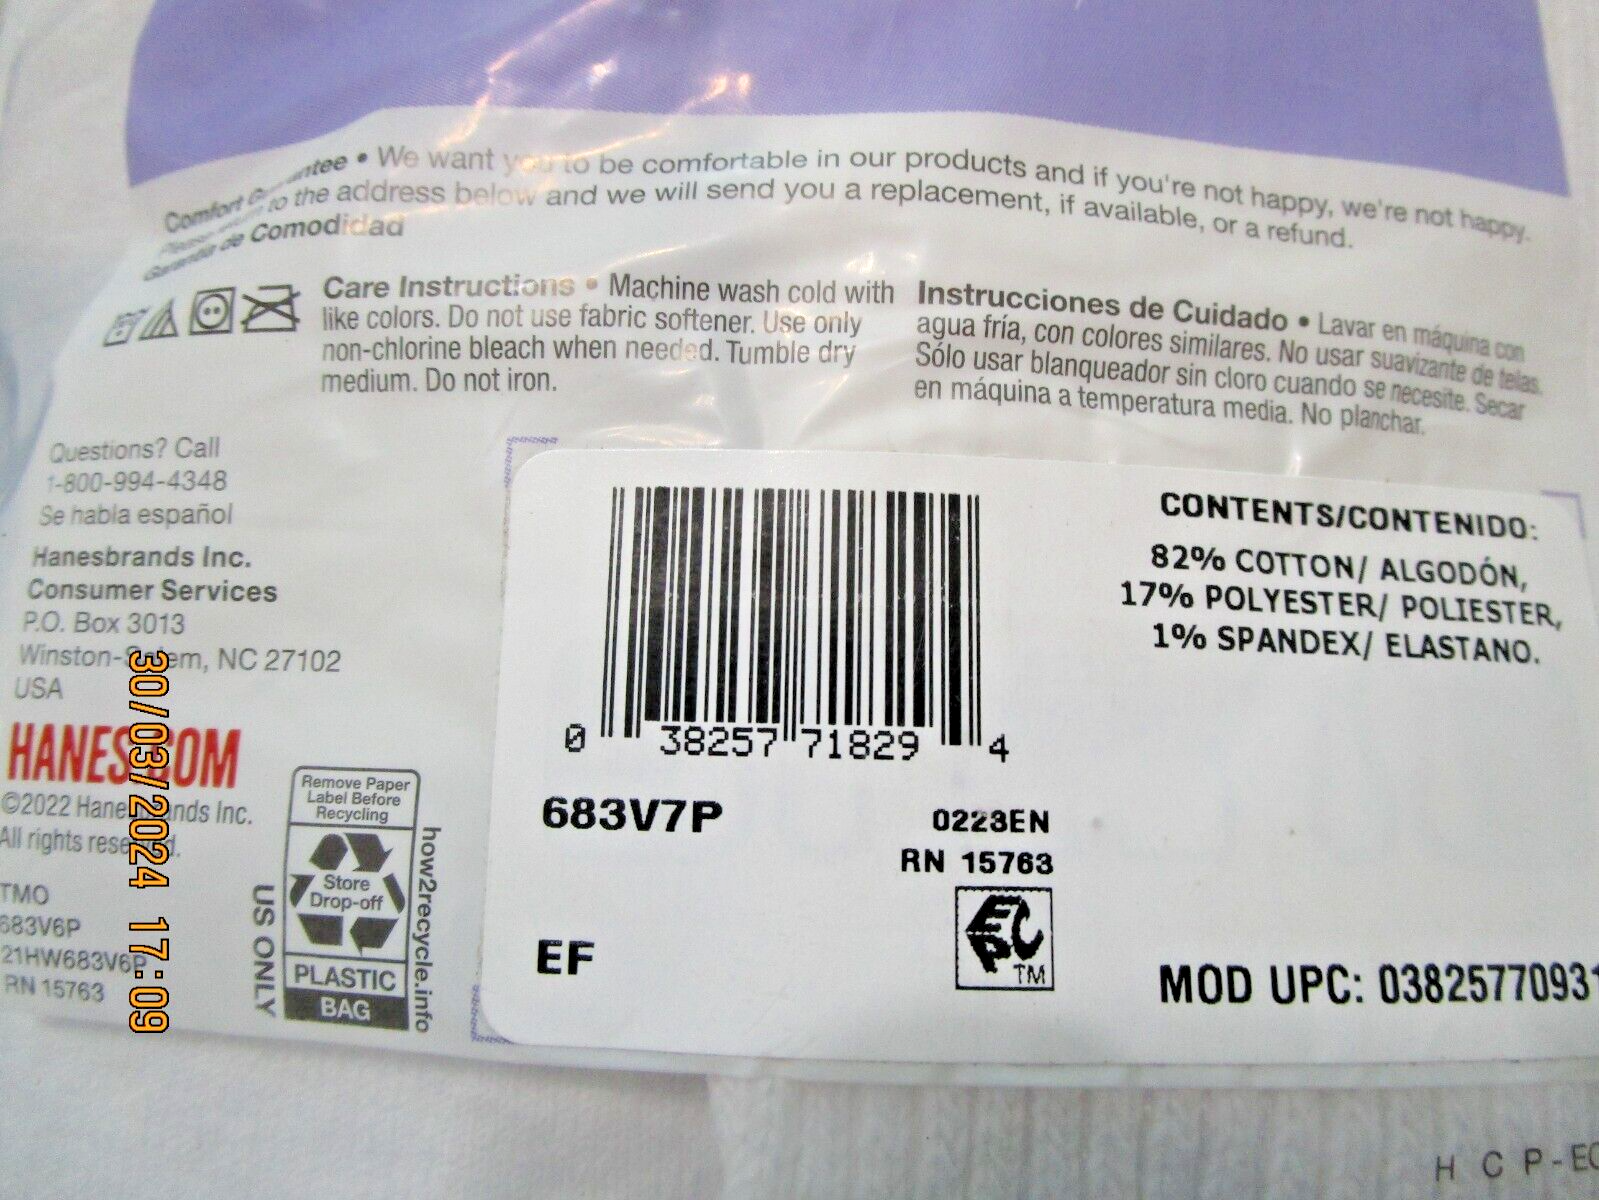 Comfort Guarantee • We want you to be comfortable in our products and if you're not happy, we're not happy.
Please return to the address below and we will send you a replacement, if available, or a refund.
Garantía de Comodidad
Care Instructions • Machine wash cold with
like colors. Do not use fabric softener. Use only
non-chlorine bleach when needed. Tumble dry
medium. Do not iron.
Instrucciones de Cuidado • Lavar en máquina con
agua fría, con colores similares. No usar suavizante de telas.
Sólo usar blanqueador sin cloro cuando se necesite. Secar
en máquina a temperatura media. No planchar.
Questions? Call
1-800-994-4348
Se habla español
Hanesbrands Inc.
Consumer Services
P.O. Box 3013
Winston-Salem, NC 27102
USA
HANES.COM
©2022 Hanesbrands Inc.
All rights reserved.
TMO
683V6P
21HW683V6P
RN 15763
Remove Paper
Label Before
Recycling
Store
Drop-off
PLASTIC
BAG
US ONLY
how2recycle.info
0 38257 71829 4
683V7P
0223EN
RN 15763
EPC
TM
EF
CONTENTS/CONTENIDO:
82% COTTON/ ALGODÓN,
17% POLYESTER/ POLIESTER,
1% SPANDEX/ ELASTANO.
MOD UPC: 03825770931
H C P-EC
30/03/2024 17:09